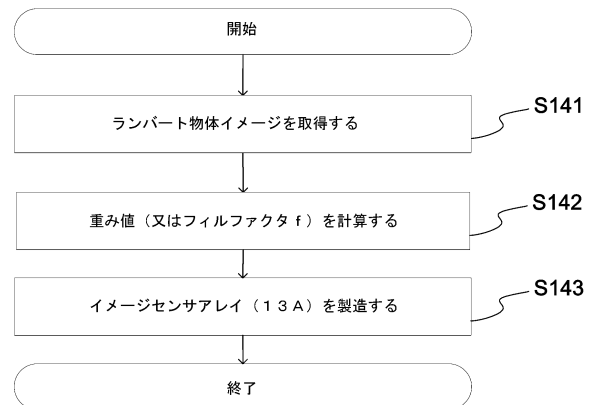 開始
ランバート物体イメージを取得する
S141
重み値（又はフィルファクタｆ）を計算する
S142
イメージセンサアレイ（１３Ａ）を製造する
S143
終了